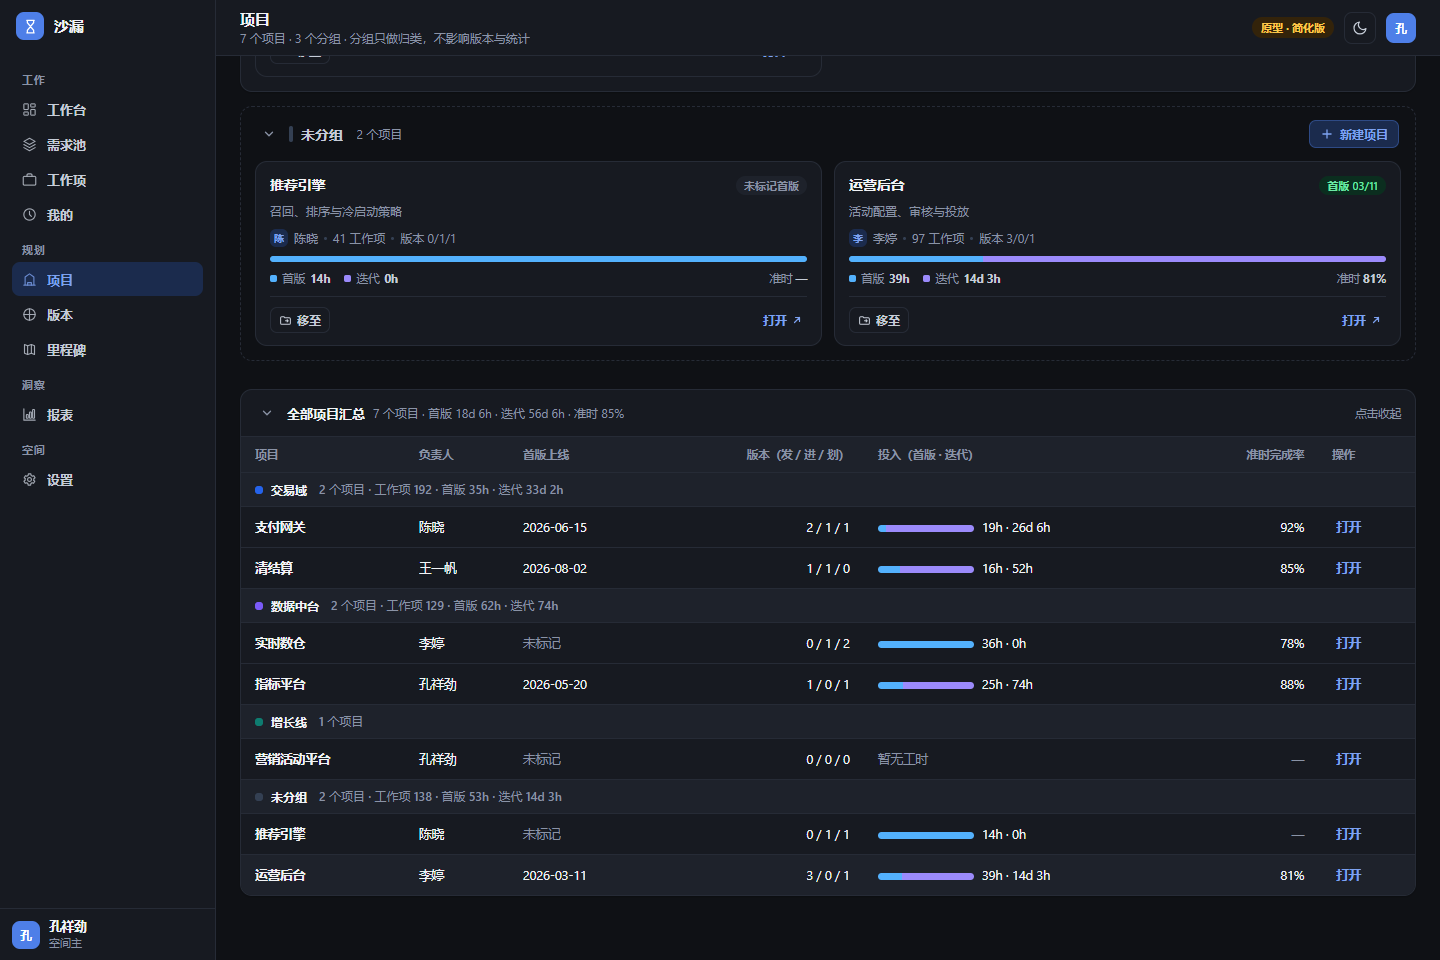 沙漏
工作
工作台
需求池
工作项
我的
规划
项目
版本
里程碑
洞察
报表
空间
设置
孔
孔祥劲
空间主
项目
7 个项目 · 3 个分组 · 分组只做归类，不影响版本与统计
原型 · 简化版
孔
未分组 2 个项目
新建项目
推荐引擎 未标记首版
召回、排序与冷启动策略
陈 陈晓 · 41 工作项 · 版本 0/1/1
首版 14h 迭代 0h 准时 —
移至 打开
运营后台 首版 03/11
活动配置、审核与投放
李 李婷 · 97 工作项 · 版本 3/0/1
首版 39h 迭代 14d 3h 准时 81%
移至 打开
全部项目汇总 7 个项目 · 首版 18d 6h · 迭代 56d 6h · 准时 85% 点击收起
项目 负责人 首版上线 版本（发 / 进 / 划） 投入（首版 · 迭代） 准时完成率 操作
交易域 2 个项目 · 工作项 192 · 首版 35h · 迭代 33d 2h
支付网关 陈晓 2026-06-15 2 / 1 / 1 19h · 26d 6h 92% 打开
清结算 王一帆 2026-08-02 1 / 1 / 0 16h · 52h 85% 打开
数据中台 2 个项目 · 工作项 129 · 首版 62h · 迭代 74h
实时数仓 李婷 未标记 0 / 1 / 2 36h · 0h 78% 打开
指标平台 孔祥劲 2026-05-20 1 / 0 / 1 25h · 74h 88% 打开
增长线 1 个项目
营销活动平台 孔祥劲 未标记 0 / 0 / 0 暂无工时 — 打开
未分组 2 个项目 · 工作项 138 · 首版 53h · 迭代 14d 3h
推荐引擎 陈晓 未标记 0 / 1 / 1 14h · 0h — 打开
运营后台 李婷 2026-03-11 3 / 0 / 1 39h · 14d 3h 81% 打开